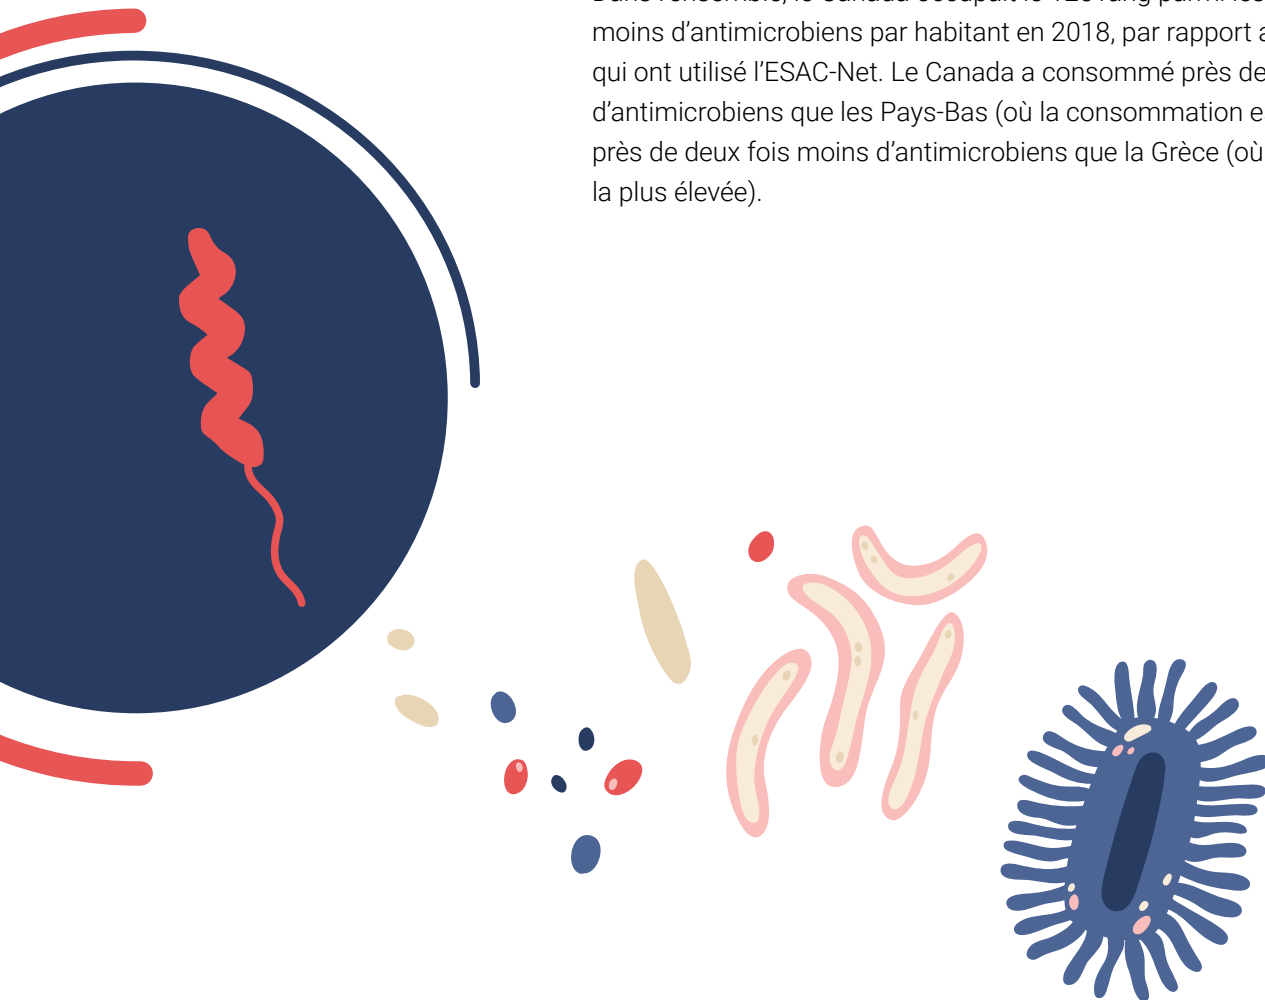 moins d’antimicrobiens par habitant en 2018, par rapport
qui ont utilisé l’ESAC-Net. Le Canada a consommé près de
d’antimicrobiens que les Pays-Bas (où la consommation
près de deux fois moins d’antimicrobiens que la Grèce (où
la plus élevée).